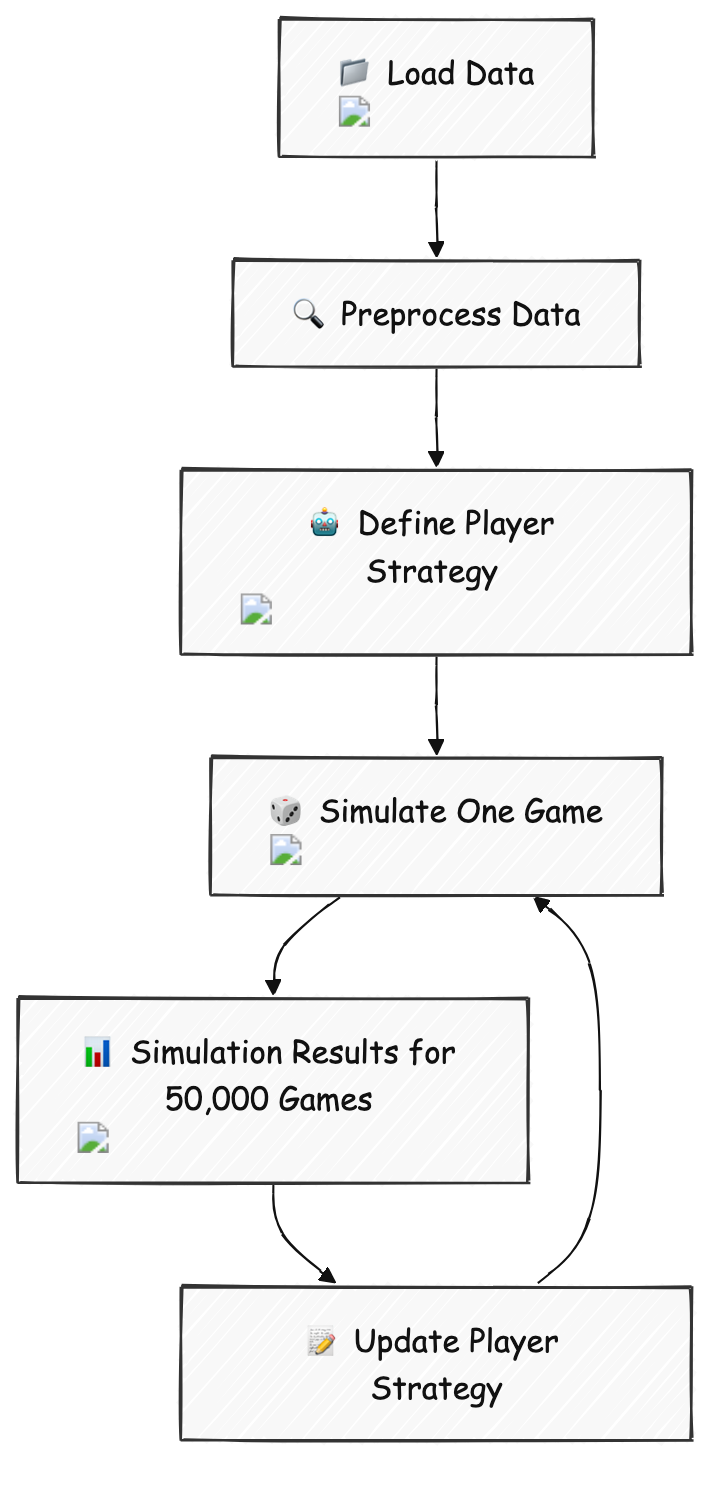 Load Data
Preprocess Data
Define Player
Strategy
Simulate One Game
Simulation Results for
50,000 Games
Update Player
Strategy